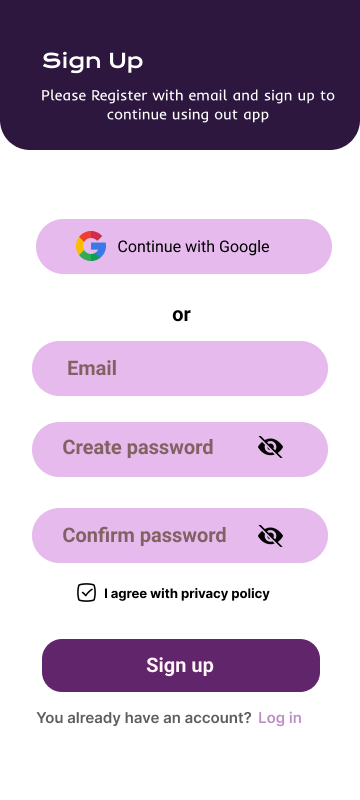 Sign Up
Please Register with email and sign up to
continue using out app
Continue with Google
or
Email
Create password
Confirm password
I agree with privacy policy
Sign up
You already have an account? Log in